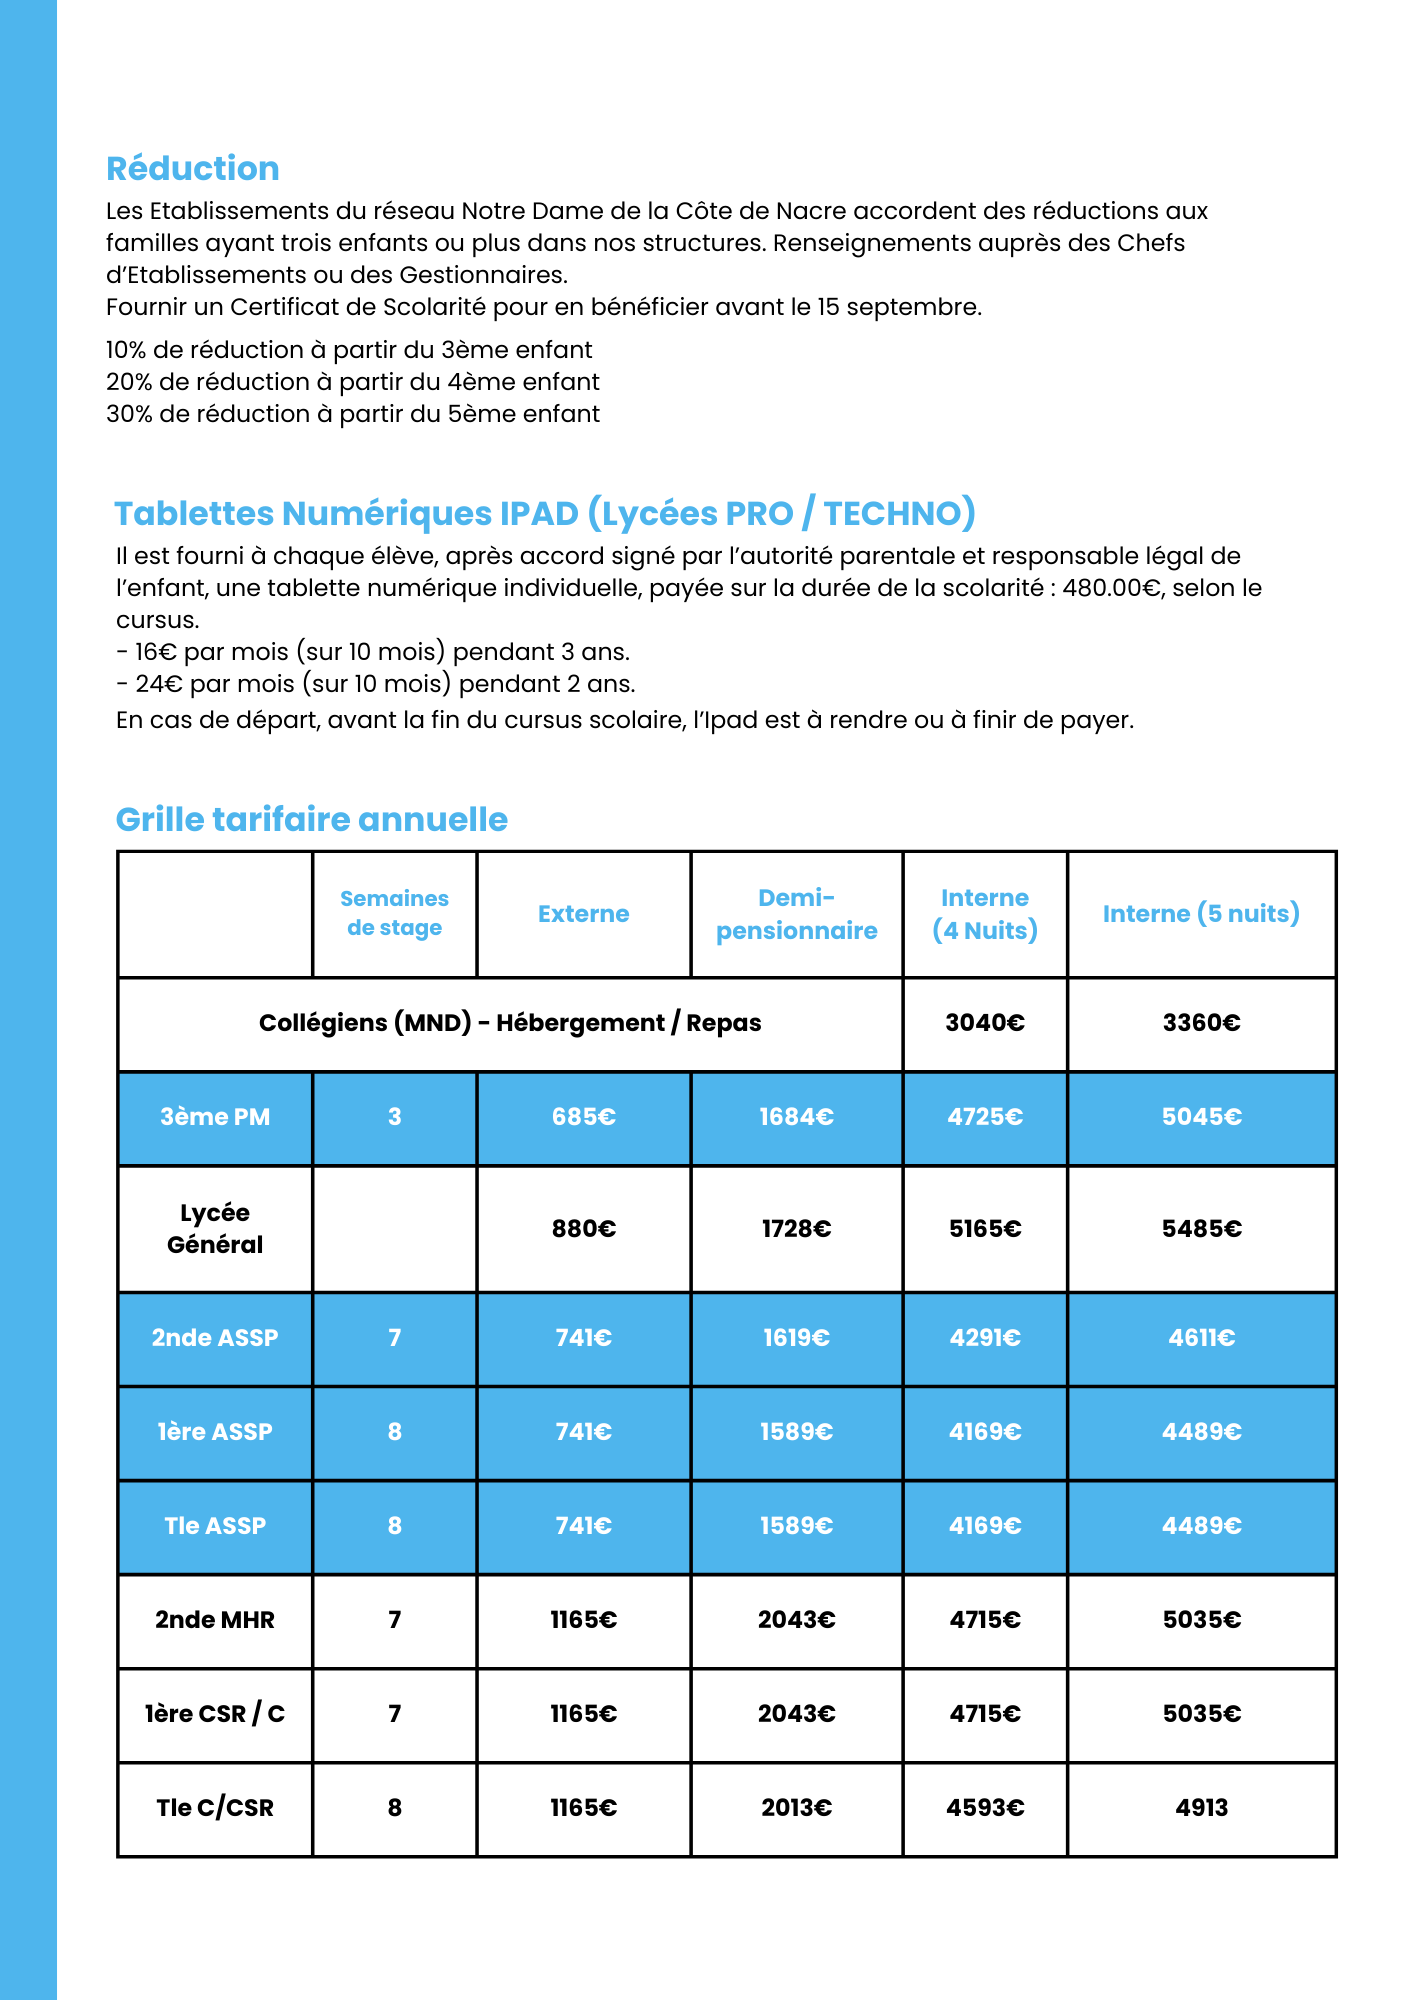 Réduction
Les Etablissements du réseau Notre Dame de la Côte de Nacre accordent des réductions aux
familles ayant trois enfants ou plus dans nos structures. Renseignements auprès des Chefs
d’Etablissements ou des Gestionnaires.
Fournir un Certificat de Scolarité pour en bénéficier avant le 15 septembre.
10% de réduction à partir du 3ème enfant
20% de réduction à partir du 4ème enfant
30% de réduction à partir du 5ème enfant
Tablettes Numériques IPAD (Lycées PRO / TECHNO)
Il est fourni à chaque élève, après accord signé par l’autorité parentale et responsable légal de
l’enfant, une tablette numérique individuelle, payée sur la durée de la scolarité : 480.00€, selon le
cursus.
- 16€ par mois (sur 10 mois) pendant 3 ans.
- 24€ par mois (sur 10 mois) pendant 2 ans.
En cas de départ, avant la fin du cursus scolaire, l’Ipad est à rendre ou à finir de payer.
Grille tarifaire annuelle
Semaines
de stage
Externe
Demi-
pensionnaire
Interne
(4 Nuits)
Interne (5 nuits)
Collégiens (MND) - Hébergement / Repas 3040€ 3360€
3ème PM 3 685€ 1684€ 4725€ 5045€
Lycée
Général
880€ 1728€ 5165€ 5485€
2nde ASSP 7 741€ 1619€ 4291€ 4611€
1ère ASSP 8 741€ 1589€ 4169€ 4489€
Tle ASSP 8 741€ 1589€ 4169€ 4489€
2nde MHR 7 1165€ 2043€ 4715€ 5035€
1ère CSR / C 7 1165€ 2043€ 4715€ 5035€
Tle C/CSR 8 1165€ 2013€ 4593€ 4913